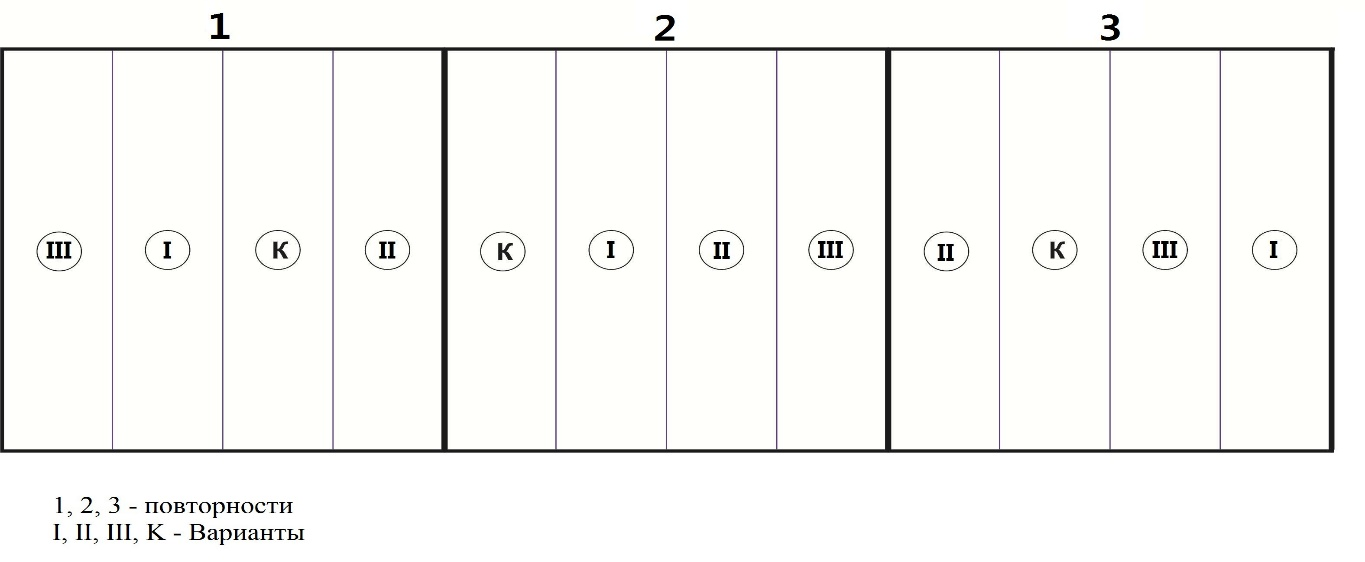 1 2 3
III I К II К I II III II К III I
1, 2, 3 - повторности
I, II, III, К - Варианты